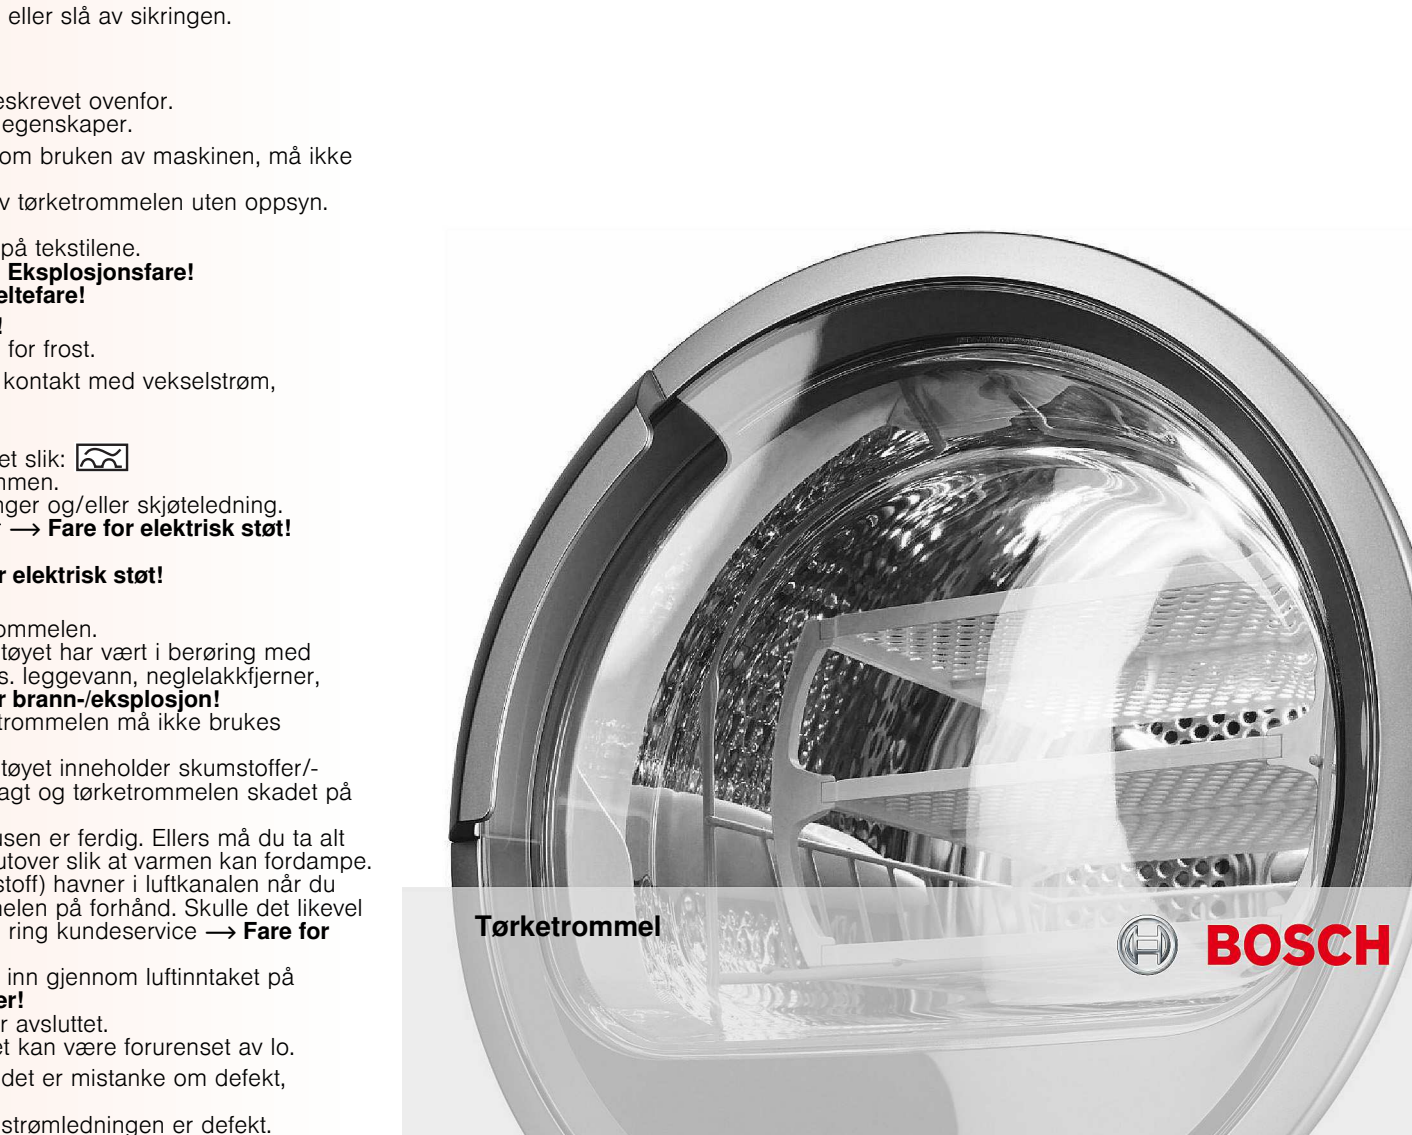 eller slå av sikringen.
eskrevet ovenfor.
egenskaper.
om bruken av maskinen, må ikke
v tørketrommelen uten oppsyn.
på tekstilene.
Eksplosjonsfare!
eltefare!
!
for frost.
kontakt med vekselstrøm,
et slik:
mmen.
nger og/eller skjøteledning.
→ Fare for elektrisk støt!
r elektrisk støt!
ommelen.
tøyet har vært i berøring med
s. leggevann, neglelakkfjerner,
r brann-/eksplosjon!
trommelen må ikke brukes
tøyet inneholder skumstoffer/-
agt og tørketrommelen skadet på
usen er ferdig. Ellers må du ta alt
utover slik at varmen kan fordampe.
stoff) havner i luftkanalen når du
nelen på forhånd. Skulle det likevel
ring kundeservice → Fare for
inn gjennom luftinntaket på
er!
r avsluttet.
et kan være forurenset av lo.
det er mistanke om defekt,
strømledningen er defekt.
Tørketrommel
BOSCH